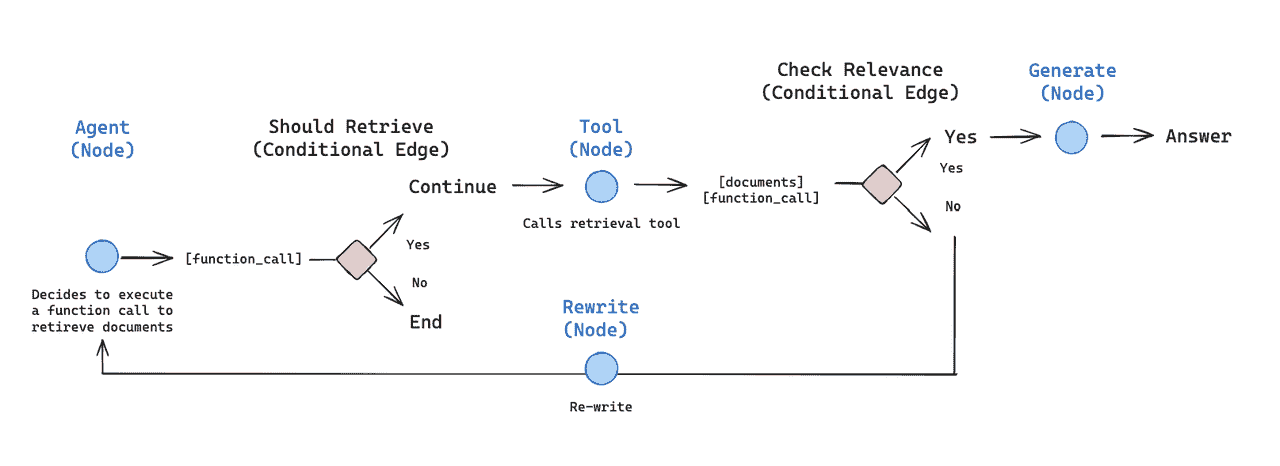 Agent
(Node)
Decides to execute
a function call to
retireve documents
[function_call]
Should Retrieve
(Conditional Edge)
Continue
Yes
No
End
Tool
(Node)
Calls retrieval tool
[documents]
[function_call]
Check Relevance
(Conditional Edge)
Yes
Yes
No
Generate
(Node)
Answer
Rewrite
(Node)
Re-write